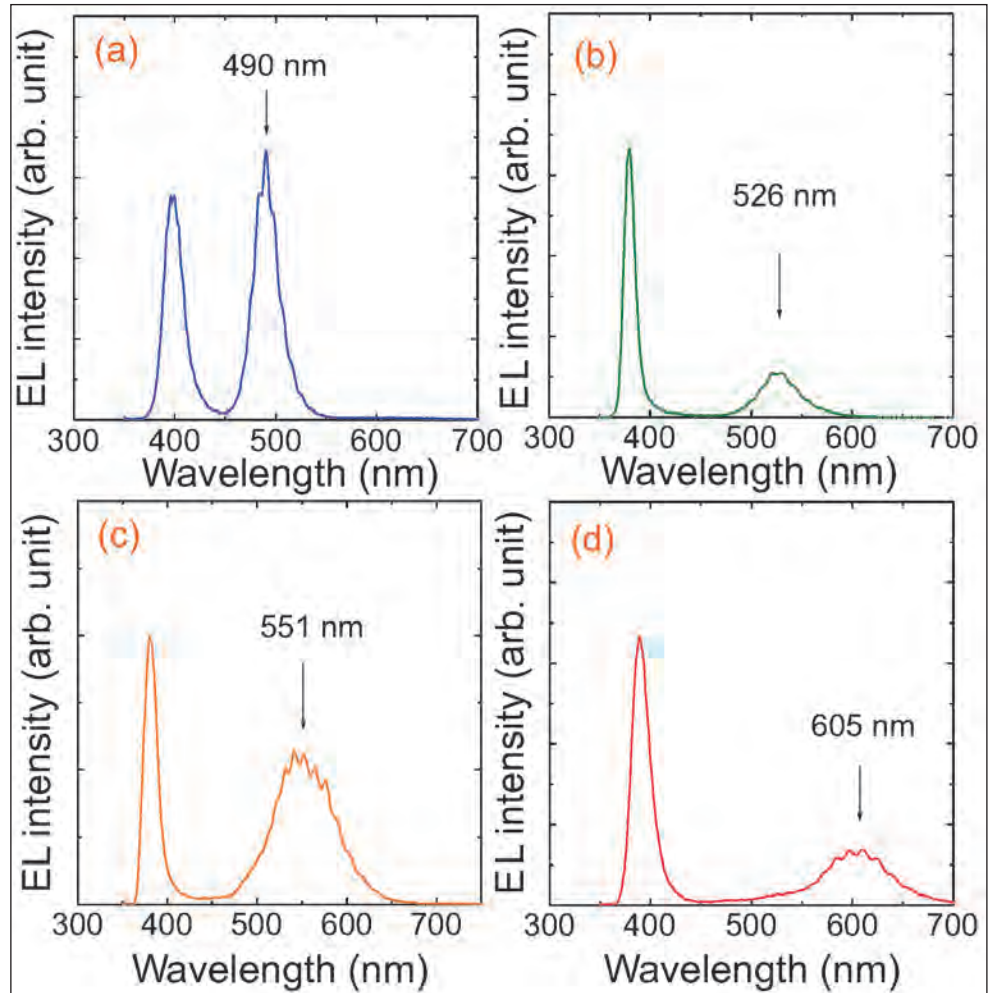 (a)
490 nm
EL intensity (arb. unit)
300 400 500 600 700
Wavelength (nm)
(b)
526 nm
EL intensity (arb. unit)
300 400 500 600 700
Wavelength (nm)
(c)
551 nm
EL intensity (arb. unit)
300 400 500 600 700
Wavelength (nm)
(d)
605 nm
EL intensity (arb. unit)
300 400 500 600 700
Wavelength (nm)